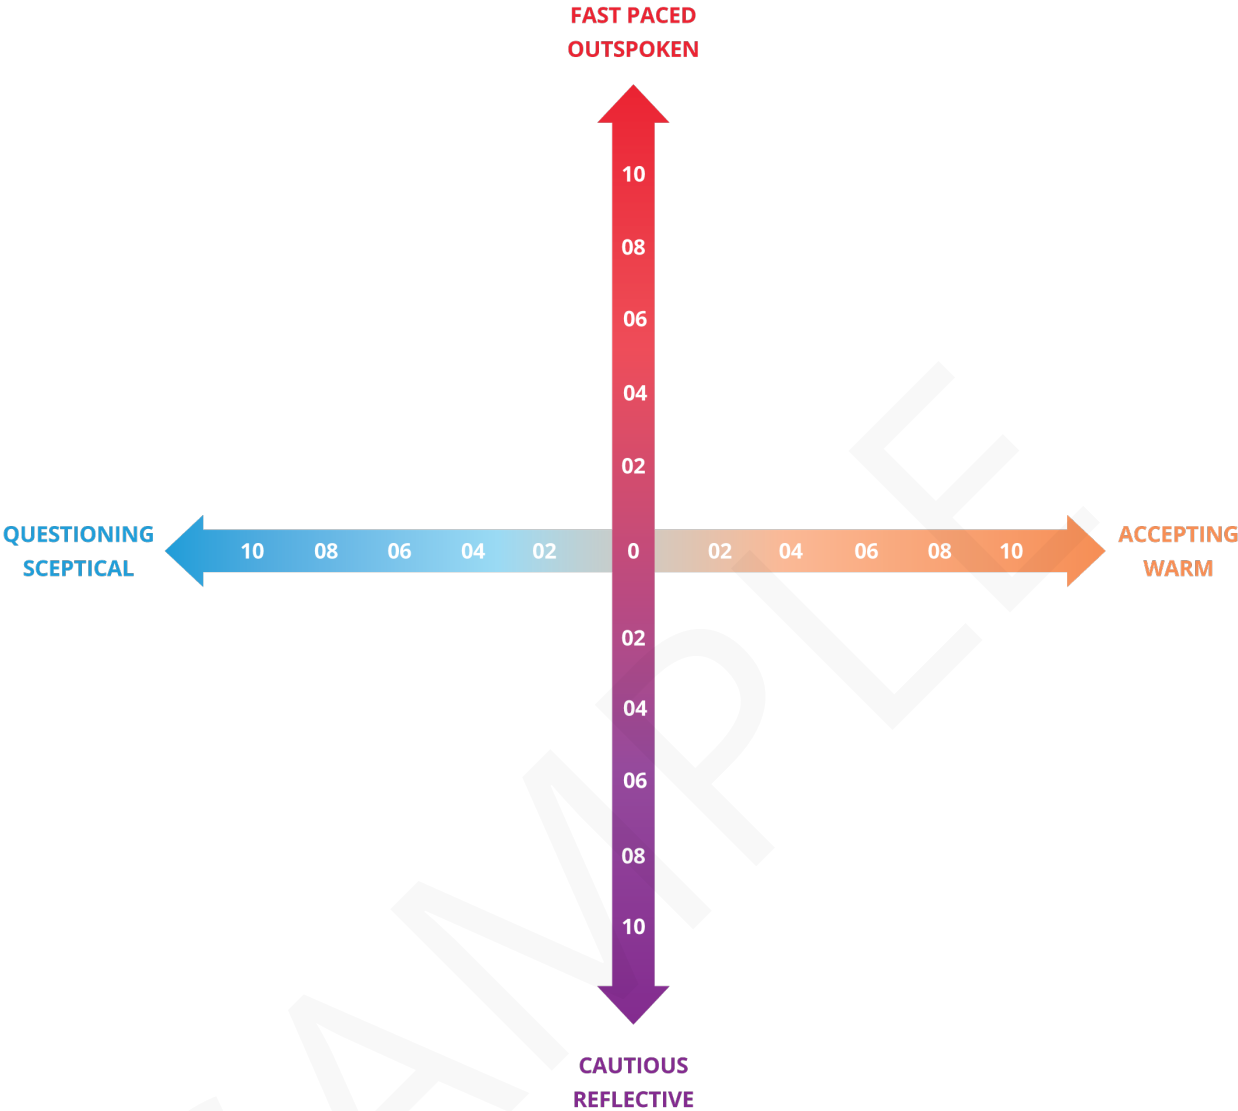 FAST PACED
OUTSPOKEN
10
08
06
04
02
QUESTIONING
SCEPTICAL
10 08 06 04 02 0 02 04 06 08 10
ACCEPTING
WARM
02
04
06
08
10
CAUTIOUS
REFLECTIVE
SAMPLE